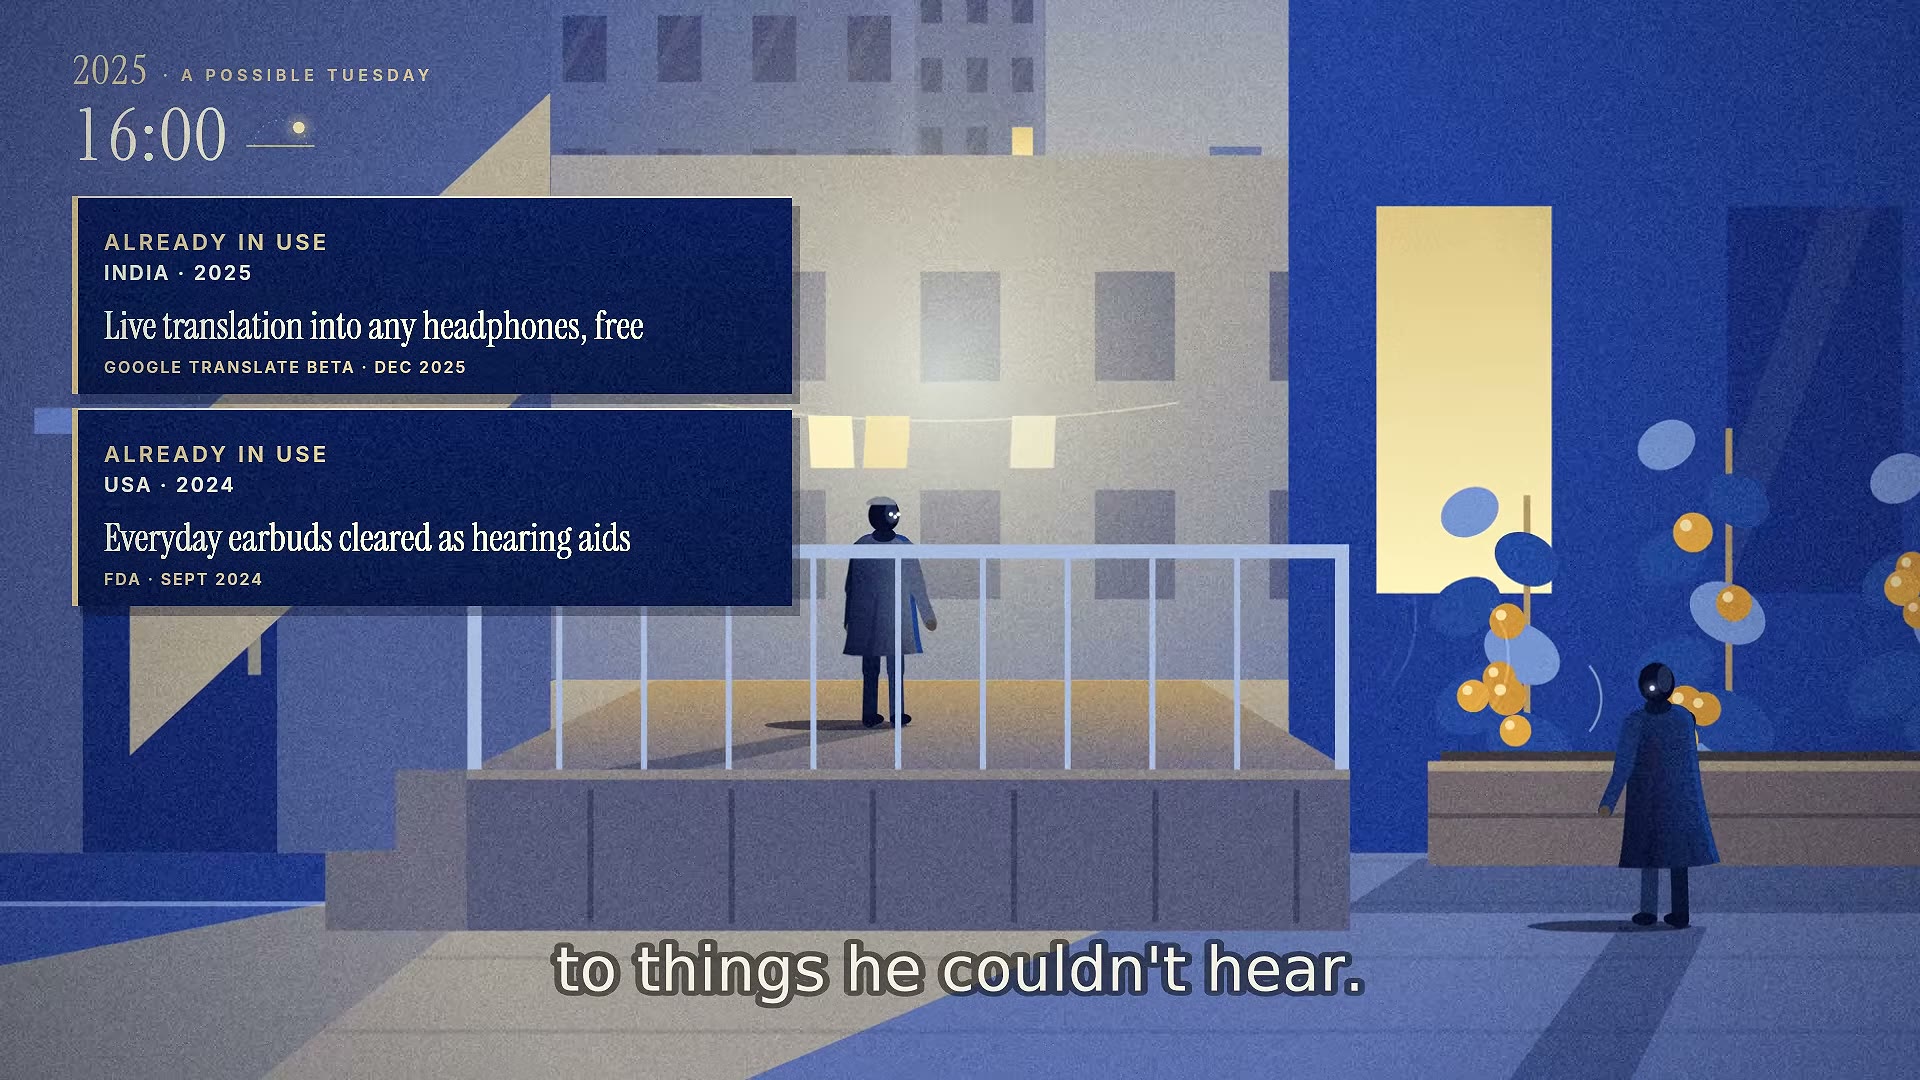 2025 · A POSSIBLE TUESDAY
16:00
ALREADY IN USE
INDIA · 2025
Live translation into any headphones, free
GOOGLE TRANSLATE BETA · DEC 2025
ALREADY IN USE
USA · 2024
Everyday earbuds cleared as hearing aids
FDA · SEPT 2024
to things he couldn't hear.